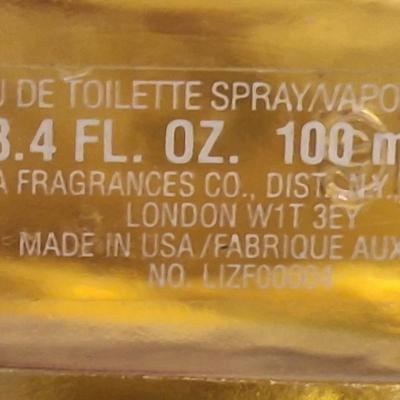 U DE TOILETTE SPRAY/VAPO
3.4 FL. OZ. 100 m
A FRAGRANCES CO., DIST. N.Y.,
LONDON W1T 3EY
MADE IN USA/FABRIQUE AUX
NO. LIZF00004